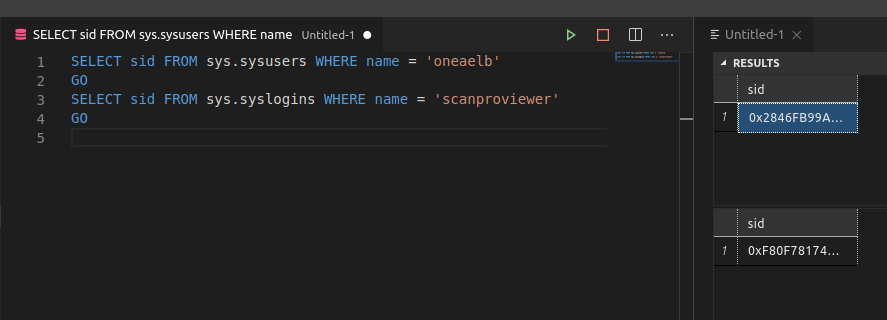 SELECT sid FROM sys.sysusers WHERE name Untitled-1
Untitled-1
1 SELECT sid FROM sys.sysusers WHERE name = 'oneaelb'
2 GO
3 SELECT sid FROM sys.syslogins WHERE name = 'scanproviewer'
4 GO
5
RESULTS
sid
1 0x2846FB99A...
sid
1 0xF80F78174...